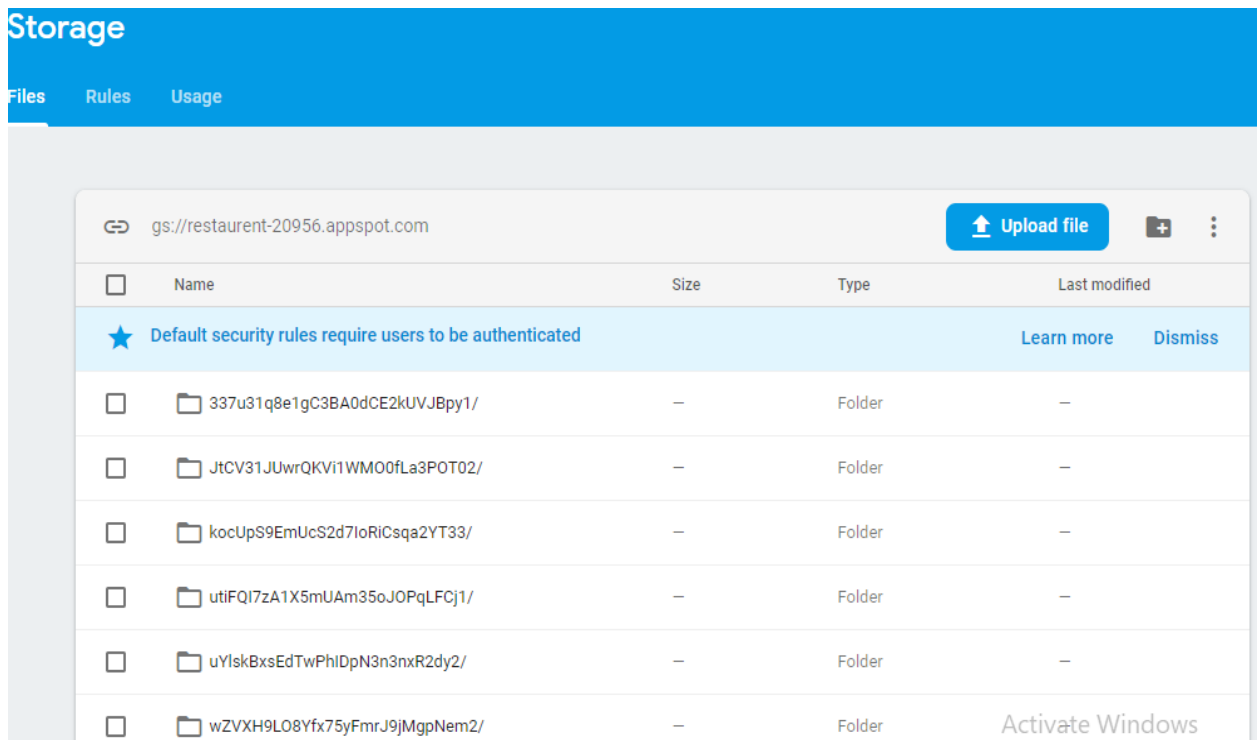 Storage
Files Rules Usage
gs://restaurent-20956.appspot.com Upload file
Name Size Type Last modified
Default security rules require users to be authenticated Learn more Dismiss
337u31q8e1gC3BA0dCE2kUVJBpy1/ — Folder —
JtCV31JUwrQKVi1WMO0fLa3POT02/ — Folder —
kocUpS9EmUcS2d7IoRiCsqa2YT33/ — Folder —
utiFQI7zA1X5mUAm35oJOPqLFCj1/ — Folder —
uYlskBxsEdTwPhIDpN3n3nxR2dy2/ — Folder —
wZVXH9LO8Yfx75yFmrJ9jMgpNem2/ — Folder —
Activate Windows